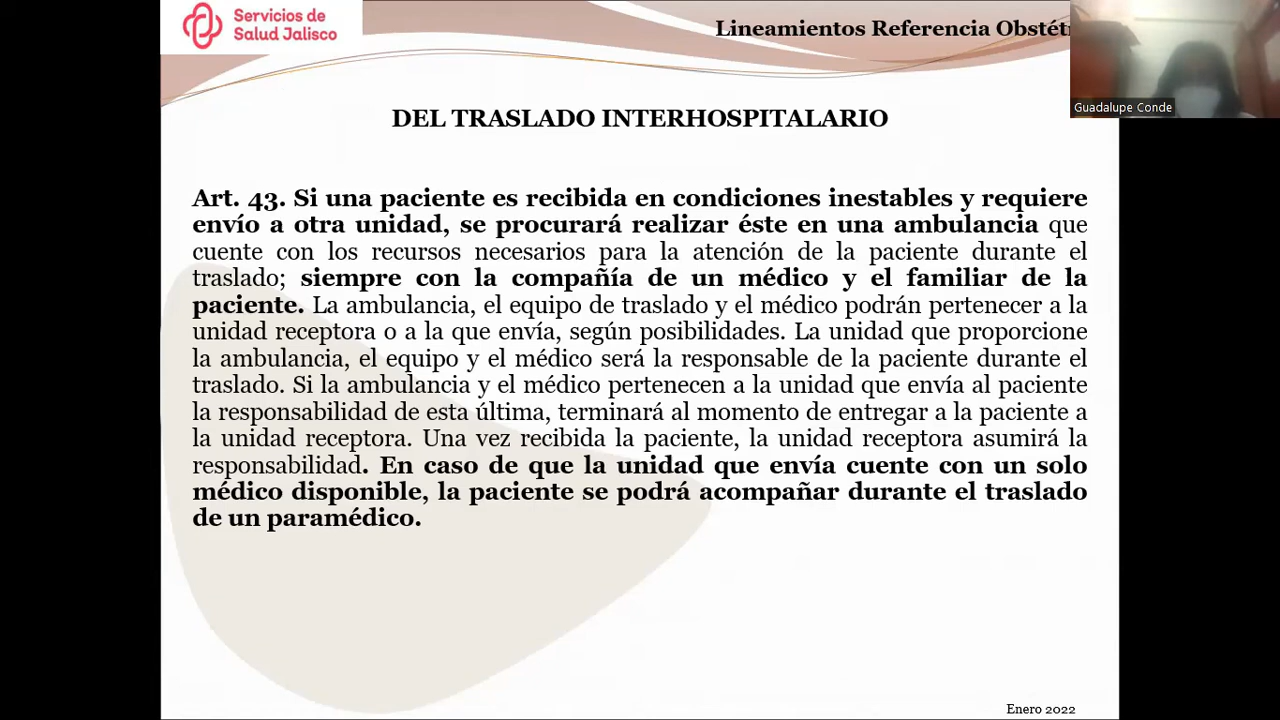 Servicios de
Salud Jalisco
Lineamientos Referencia Obstét
Guadalupe Conde
DEL TRASLADO INTERHOSPITALARIO
Art. 43. Si una paciente es recibida en condiciones inestables y requiere
envío a otra unidad, se procurará realizar éste en una ambulancia que
cuente con los recursos necesarios para la atención de la paciente durante el
traslado; siempre con la compañía de un médico y el familiar de la
paciente. La ambulancia, el equipo de traslado y el médico podrán pertenecer a la
unidad receptora o a la que envía, según posibilidades. La unidad que proporcione
la ambulancia, el equipo y el médico será la responsable de la paciente durante el
traslado. Si la ambulancia y el médico pertenecen a la unidad que envía al paciente
la responsabilidad de esta última, terminará al momento de entregar a la paciente a
la unidad receptora. Una vez recibida la paciente, la unidad receptora asumirá la
responsabilidad. En caso de que la unidad que envía cuente con un solo
médico disponible, la paciente se podrá acompañar durante el traslado
de un paramédico.
Enero 2022